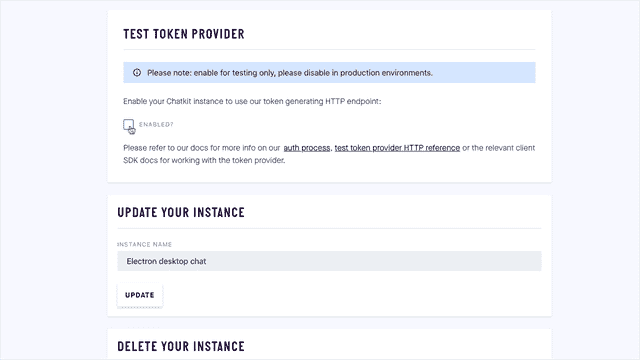 TEST TOKEN PROVIDER
Please note: enable for testing only, please disable in production environments.
Enable your Chatkit instance to use our token generating HTTP endpoint:
ENABLED?
Please refer to our docs for more info on our auth process, test token provider HTTP reference or the relevant client
SDK docs for working with the token provider.
UPDATE YOUR INSTANCE
INSTANCE NAME
Electron desktop chat
UPDATE
DELETE YOUR INSTANCE